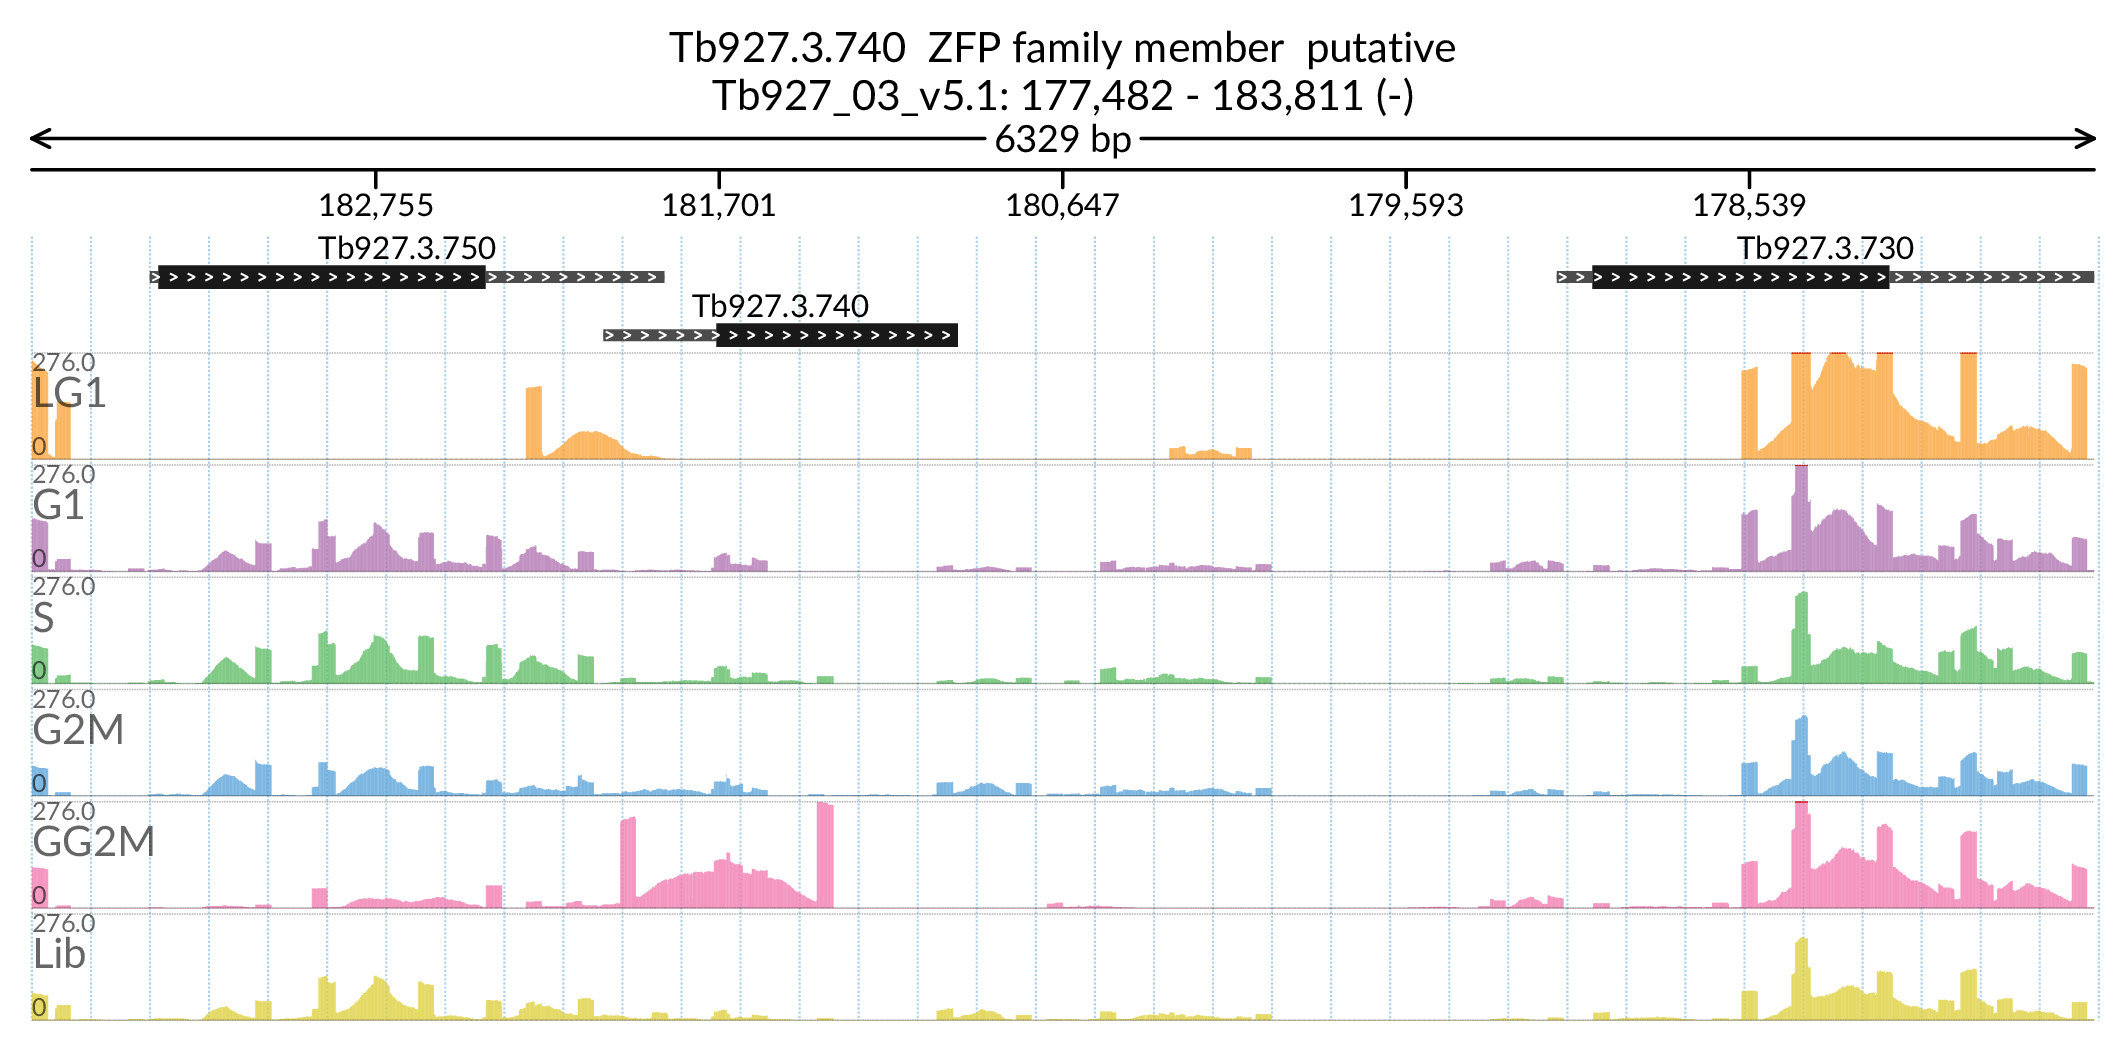 Tb927.3.740 ZFP family member putative
Tb927_03_v5.1: 177,482 - 183,811 (-)
6329 bp
182,755 181,701 180,647 179,593 178,539
Tb927.3.750 Tb927.3.730
Tb927.3.740
276.0
LG1
0
276.0
G1
0
276.0
S
0
276.0
G2M
0
276.0
GG2M
0
276.0
Lib
0